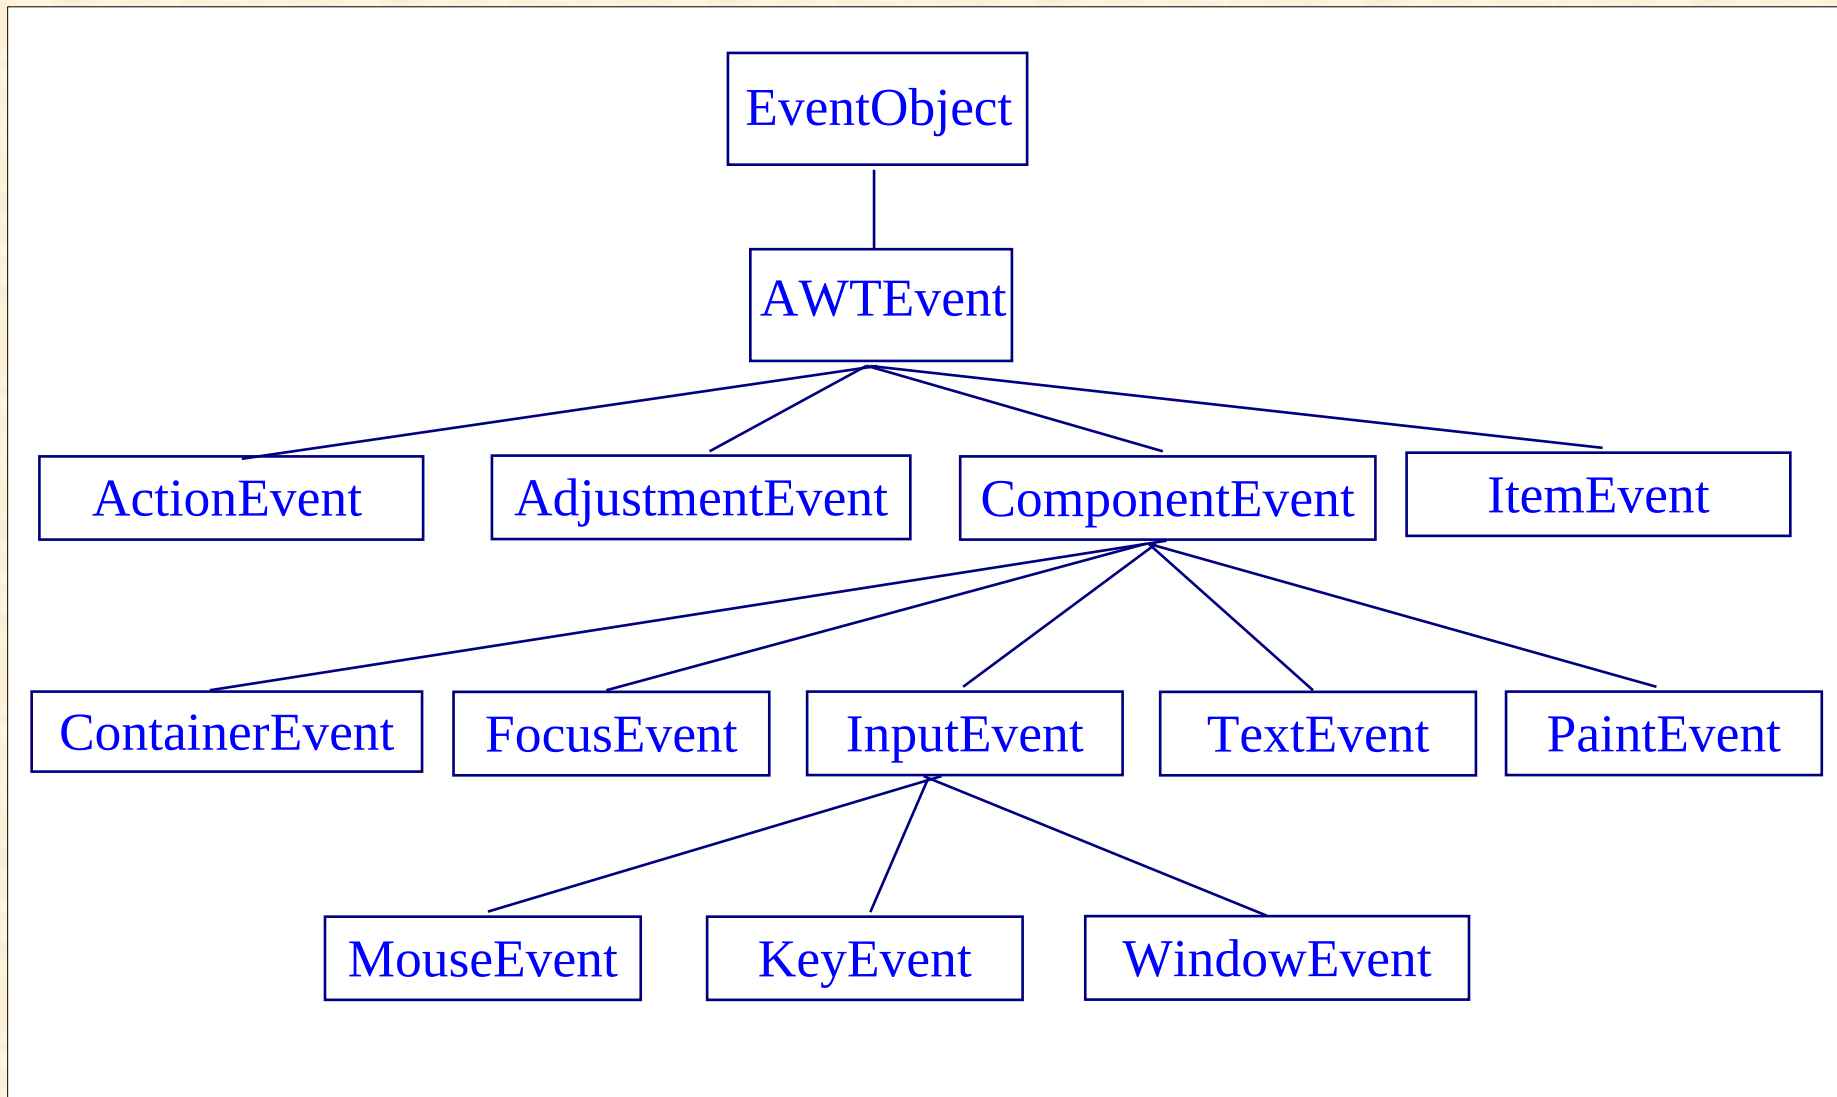 EventObject
AWTEvent
ActionEvent
AdjustmentEvent
ComponentEvent
ItemEvent
ContainerEvent
FocusEvent
InputEvent
TextEvent
PaintEvent
MouseEvent
KeyEvent
WindowEvent